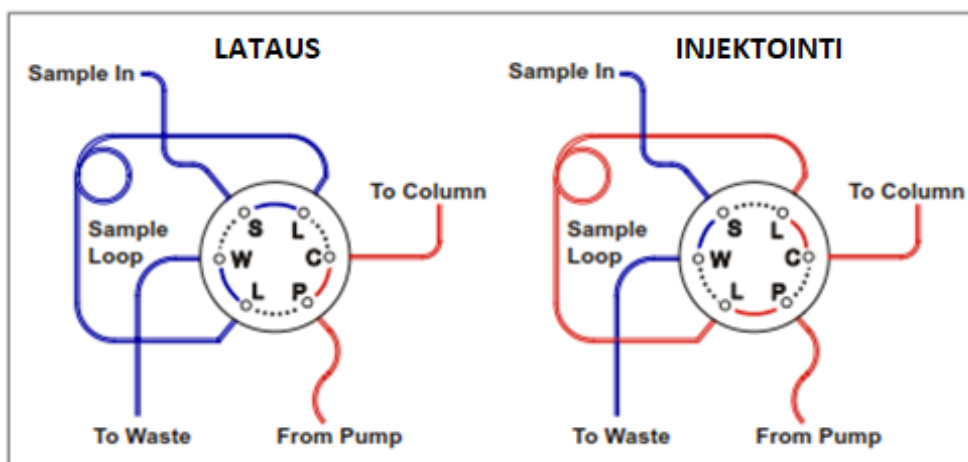 LATAUS
Sample In
To Column
Sample
Loop
S
L
W
C
L
P
To Waste
From Pump
INJEKTOINTI
Sample In
To Column
Sample
Loop
S
L
W
C
L
P
To Waste
From Pump